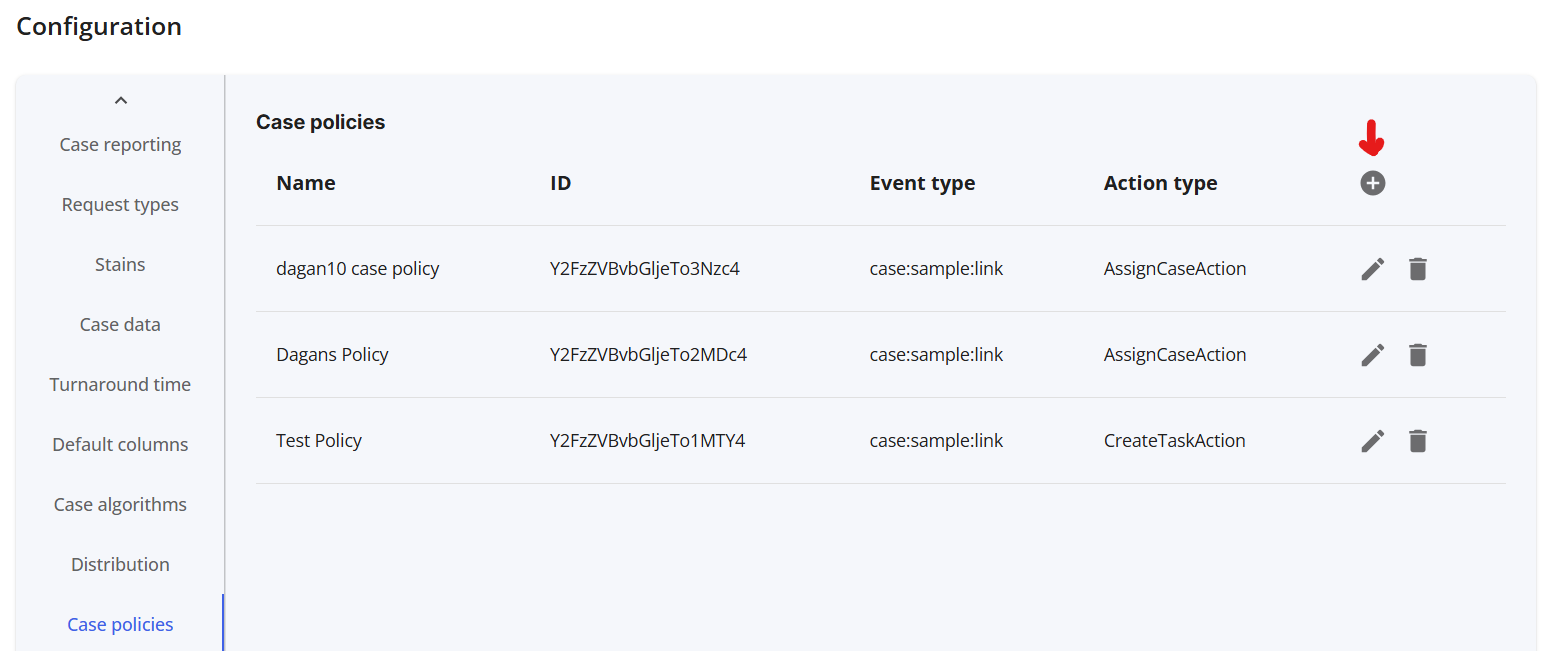 Configuration
Case reporting
Request types
Stains
Case data
Turnaround time
Default columns
Case algorithms
Distribution
Case policies
Case policies
Name ID Event type Action type
dagan10 case policy Y2FzZVBvbGljeTo3Nzc4 case:sample:link AssignCaseAction
Dagans Policy Y2FzZVBvbGljeTo2MDc4 case:sample:link AssignCaseAction
Test Policy Y2FzZVBvbGljeTo1MTY4 case:sample:link CreateTaskAction